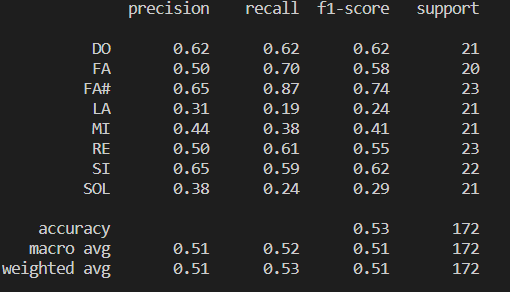 precision recall f1-score support
DO 0.62 0.62 0.62 21
FA 0.50 0.70 0.58 20
FA# 0.65 0.87 0.74 23
LA 0.31 0.19 0.24 21
MI 0.44 0.38 0.41 21
RE 0.50 0.61 0.55 23
SI 0.65 0.59 0.62 22
SOL 0.38 0.24 0.29 21
accuracy 0.53 172
macro avg 0.51 0.52 0.51 172
weighted avg 0.51 0.53 0.51 172